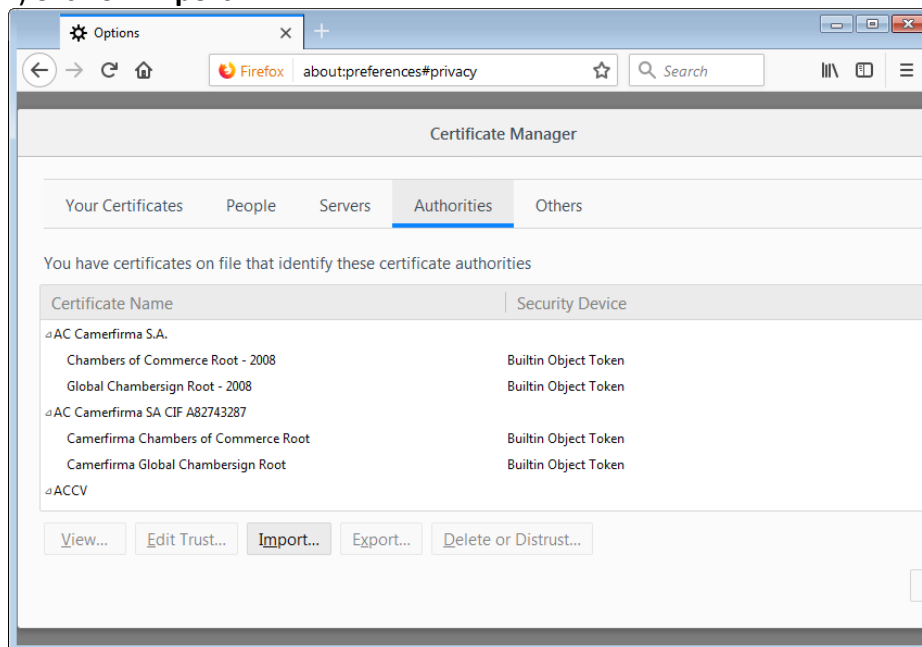 Options
Firefox about:preferences#privacy Search
Certificate Manager
Your Certificates People Servers Authorities Others
You have certificates on file that identify these certificate authorities
Certificate Name Security Device
AC Camerfirma S.A.
Chambers of Commerce Root - 2008 Builtin Object Token
Global Chambersign Root - 2008 Builtin Object Token
AC Camerfirma SA CIF A82743287
Camerfirma Chambers of Commerce Root Builtin Object Token
Camerfirma Global Chambersign Root Builtin Object Token
ACCV
View... Edit Trust... Import... Export... Delete or Distrust...